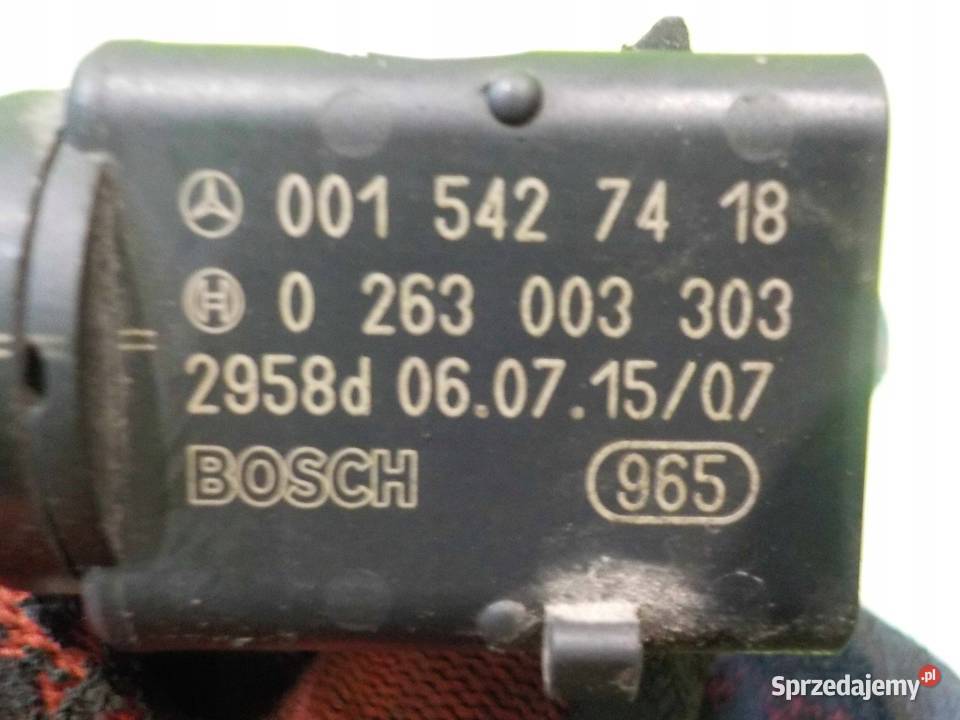 001 542 74 18
H 0 263 003 303
2958d 06.07.15/07
BOSCH 965
Sprzedajemy.pl